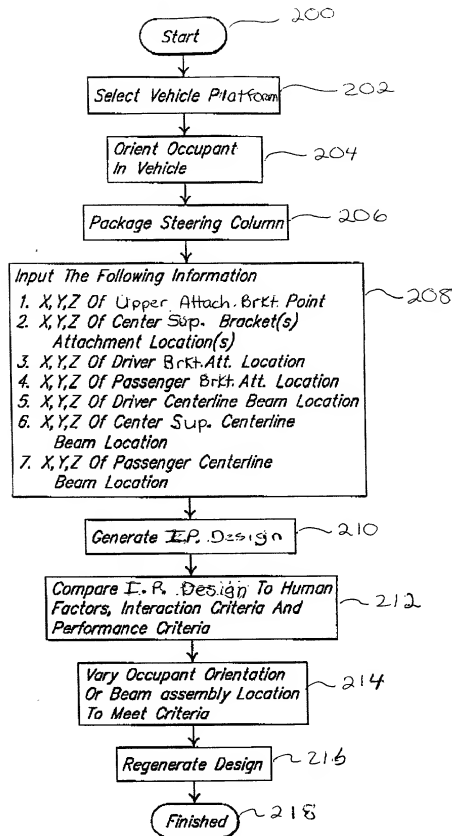 200
Start
Select Vehicle Platform
202
Orient Occupant
In Vehicle
204
Package Steering Column
206
Input The Following Information
208
1. X,Y,Z Of Upper Attach. Brkt. Point
2. X,Y,Z Of Center Sup. Bracket(s)
Attachment Location(s)
3. X,Y,Z Of Driver Brkt. Att. Location
4. X,Y,Z Of Passenger Brkt. Att. Location
5. X,Y,Z Of Driver Centerline Beam Location
6. X,Y,Z Of Center Sup. Centerline
Beam Location
7. X,Y,Z Of Passenger Centerline
Beam Location
Generate I.P. Design
210
Compare I.P. Design To Human
Factors, Interaction Criteria And
Performance Criteria
212
Vary Occupant Orientation
Or Beam assembly Location
To Meet Criteria
214
Regenerate Design
216
Finished
218